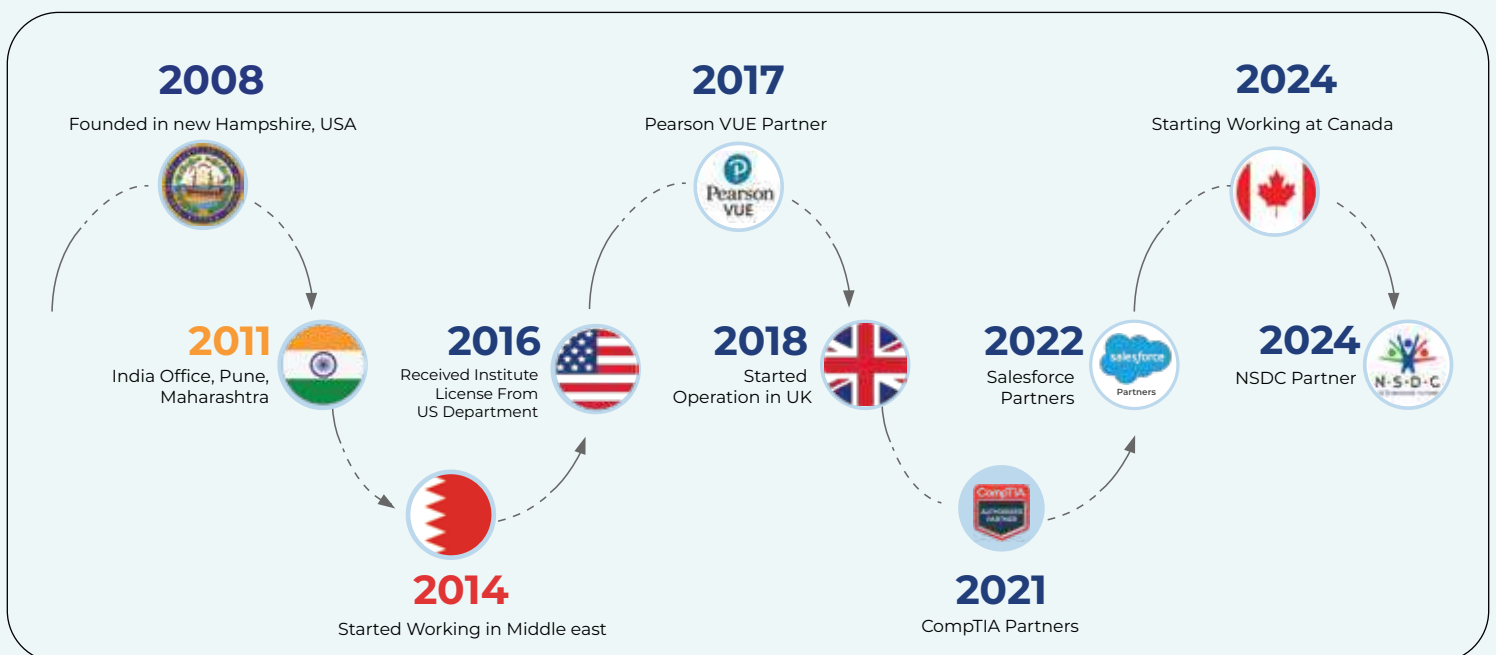 2008
Founded in new Hampshire, USA
2011
India Office, Pune,
Maharashtra
2014
Started Working in Middle east
2016
Received Institute
License From
US Department
2017
Pearson VUE Partner
Pearson
VUE
2018
Started
Operation in UK
2021
CompTIA Partners
CompTIA
AUTHORIZED
PARTNER
2022
Salesforce
Partners
salesforce
Partners
2024
Starting Working at Canada
2024
NSDC Partner
N·S·D·C